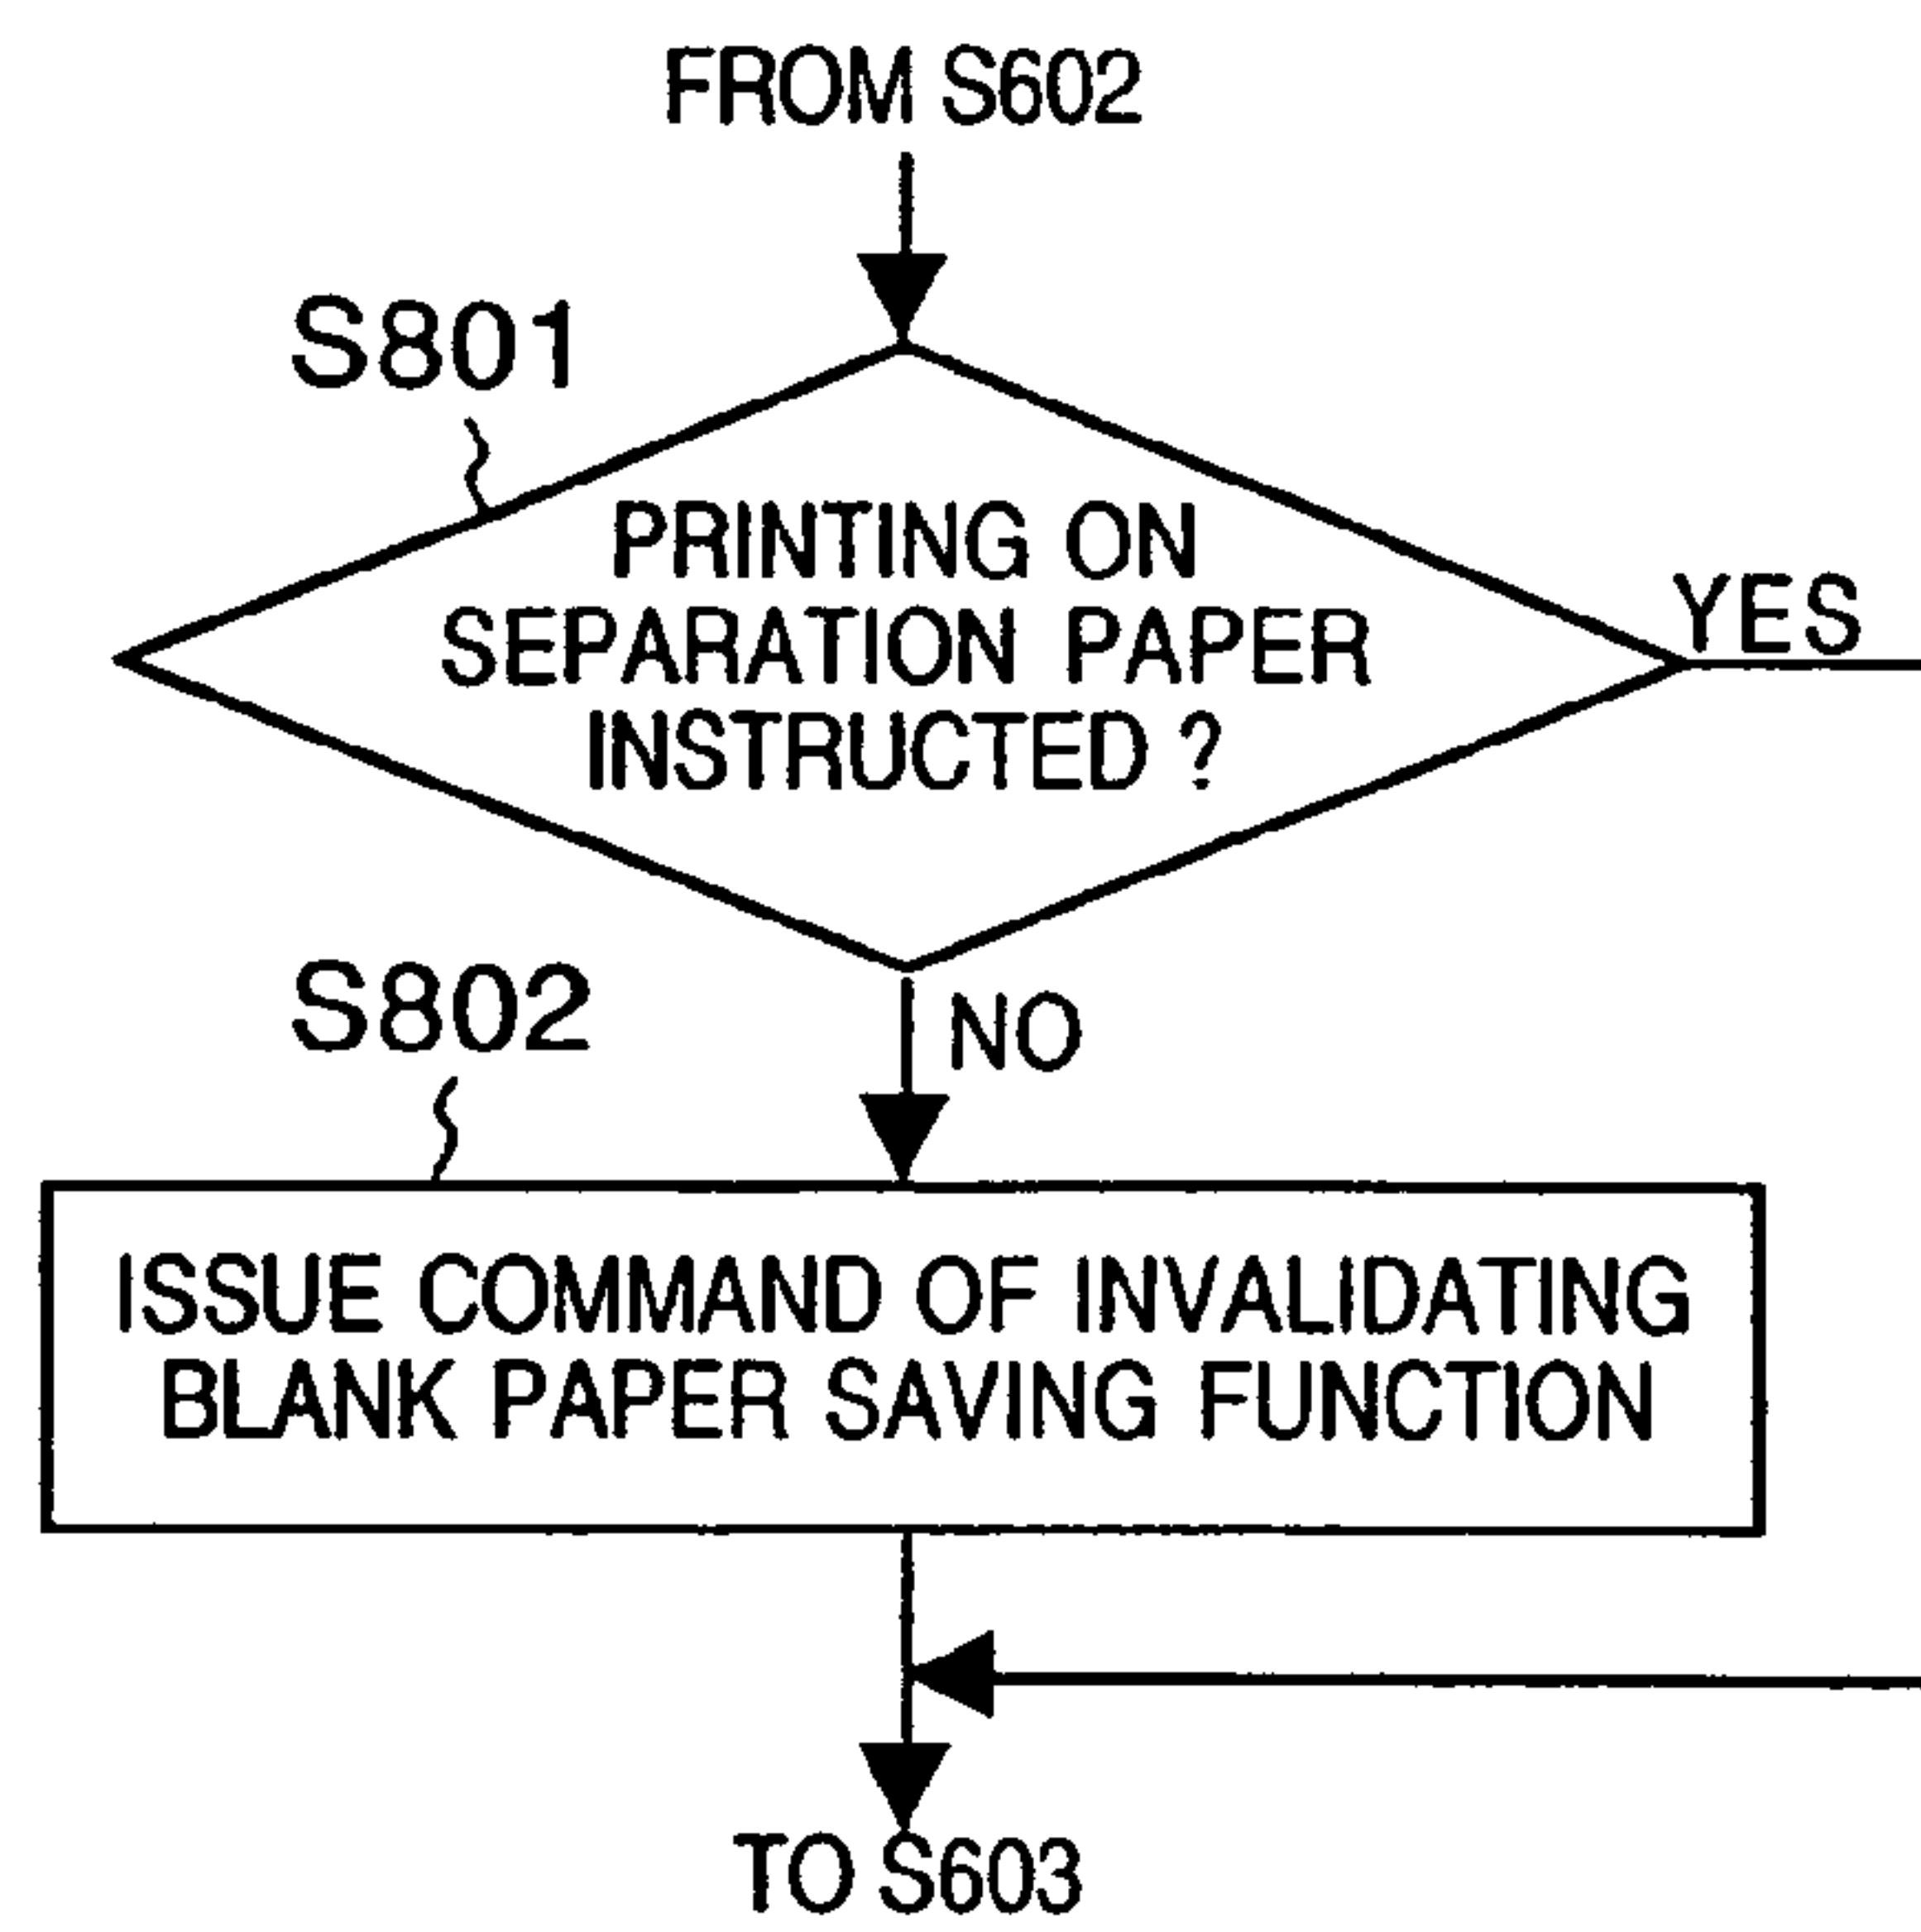 FROM S602
S801
PRINTING ON
SEPARATION PAPER
INSTRUCTED ?
YES
S802
NO
ISSUE COMMAND OF INVALIDATING
BLANK PAPER SAVING FUNCTION
TO S603